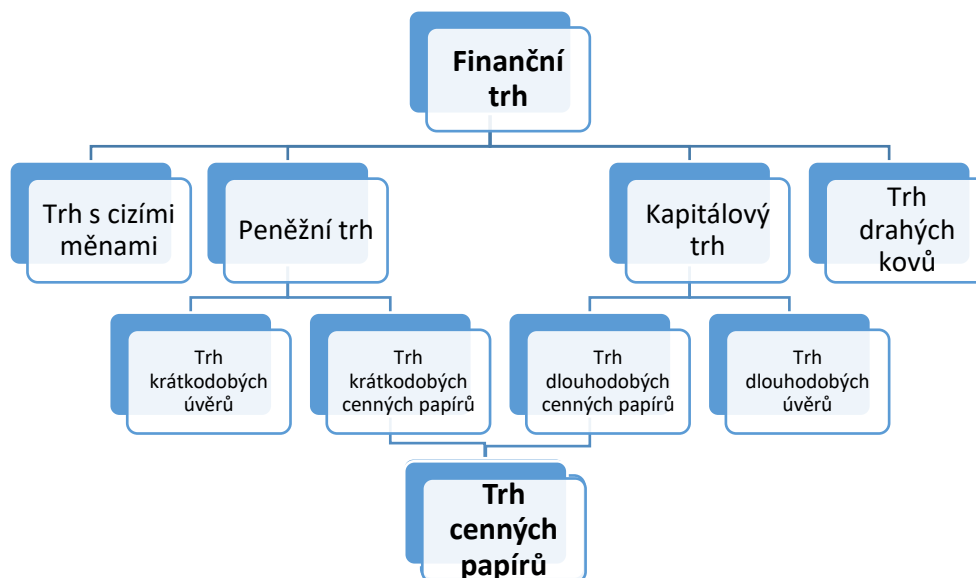 Finanční
trh
Trh s cizími
měnami
Peněžní trh
Kapitálový
trh
Trh
drahých
kovů
Trh
krátkodobých
úvěrů
Trh
krátkodobých
cenných papírů
Trh
dlouhodobých
cenných papírů
Trh
dlouhodobých
úvěrů
Trh
cenných
papírů